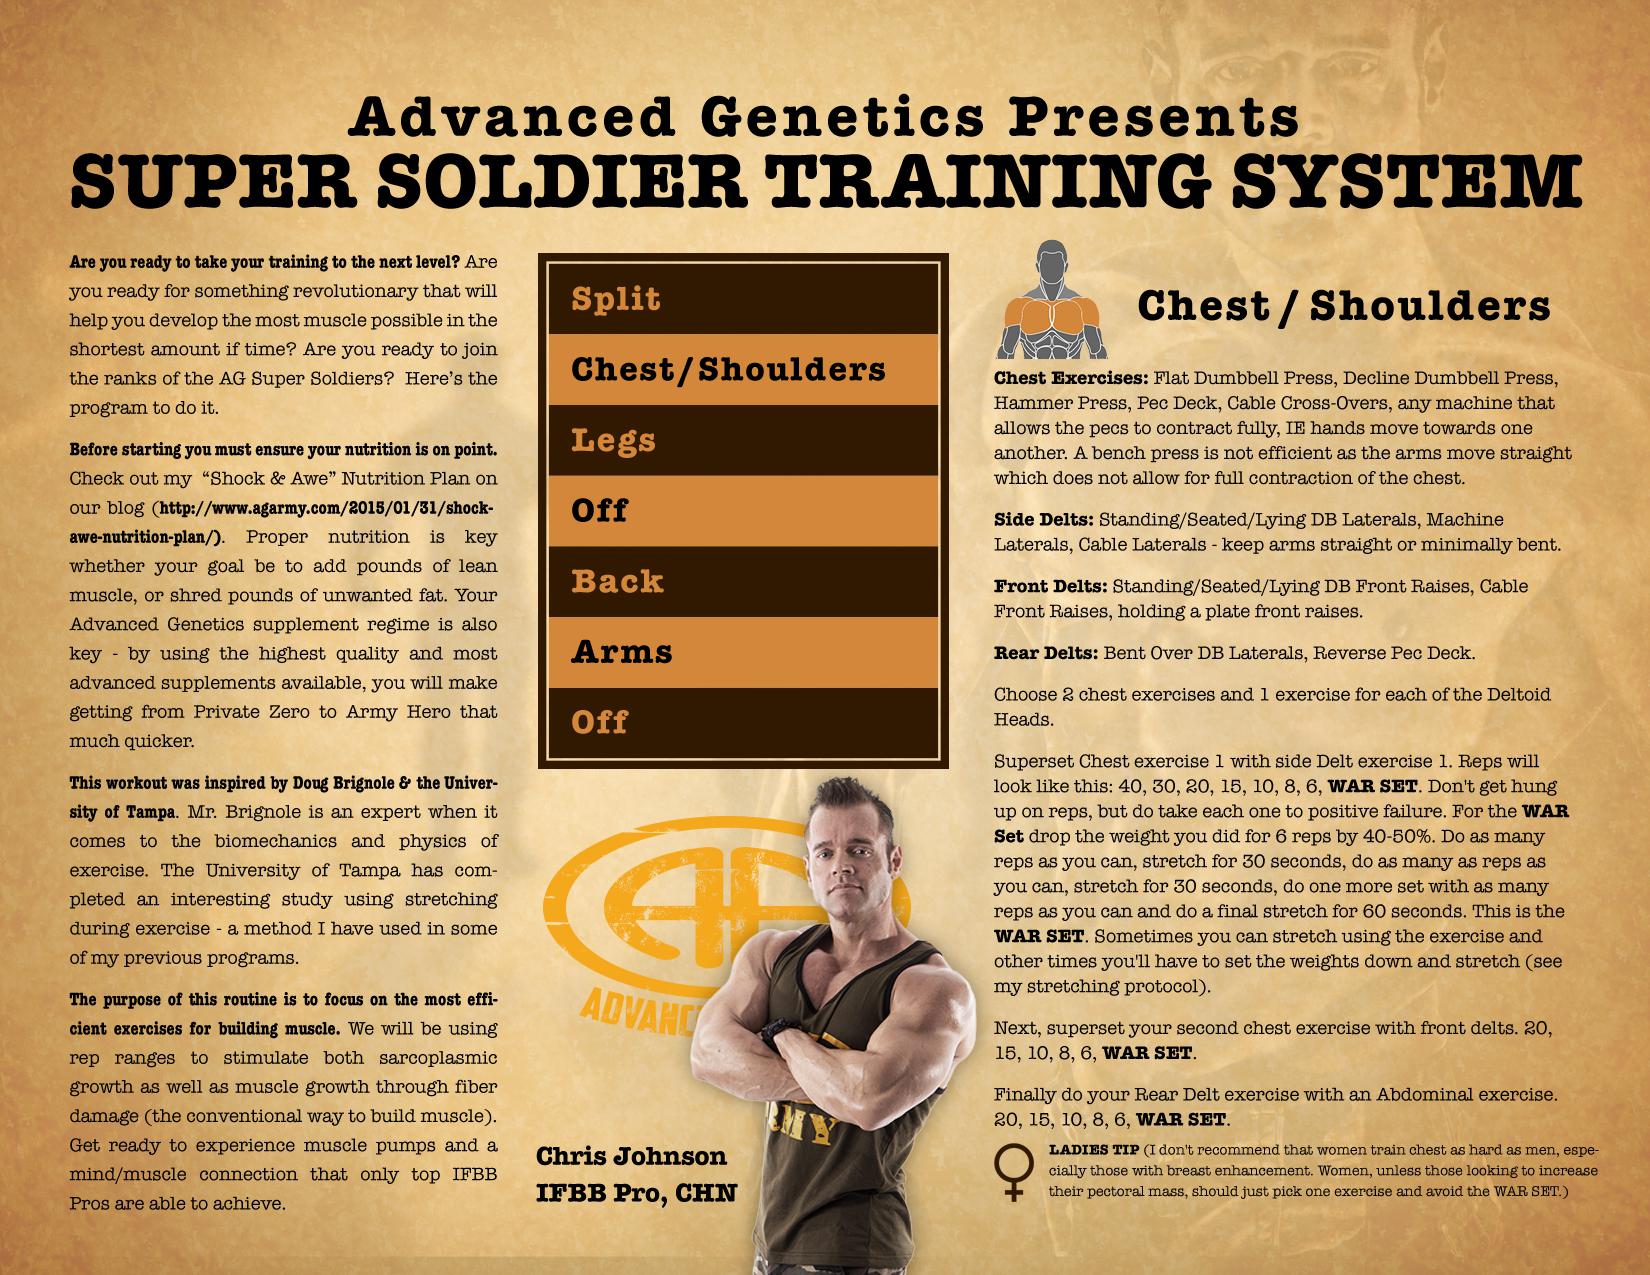 Advanced Genetics Presents
SUPER SOLDIER TRAINING SYSTEM
Are you ready to take your training to the next level? Are
you ready for something revolutionary that will
help you develop the most muscle possible in the
shortest amount if time? Are you ready to join
the ranks of the AG Super Soldiers? Here's the
program to do it.
Before starting you must ensure your nutrition is on point.
Check out my "Shock & Awe" Nutrition Plan on
our blog (http://www.agarmy.com/2015/01/31/shock-
awe-nutrition-plan/). Proper nutrition is key
whether your goal be to add pounds of lean
muscle, or shred pounds of unwanted fat. Your
Advanced Genetics supplement regime is also
key - by using the highest quality and most
advanced supplements available, you will make
getting from Private Zero to Army Hero that
much quicker.
This workout was inspired by Doug Brignole & the Univer-
sity of Tampa. Mr. Brignole is an expert when it
comes to the biomechanics and physics of
exercise. The University of Tampa has com-
pleted an interesting study using stretching
during exercise - a method I have used in some
of my previous programs.
The purpose of this routine is to focus on the most effi-
cient exercises for building muscle. We will be using
rep ranges to stimulate both sarcoplasmic
growth as well as muscle growth through fiber
damage (the conventional way to build muscle).
Get ready to experience muscle pumps and a
mind/muscle connection that only top IFBB
Pros are able to achieve.
Split
Chest/Shoulders
Legs
Off
Back
Arms
Off
Chris Johnson
IFBB Pro, CHN
Chest / Shoulders
Chest Exercises: Flat Dumbbell Press, Decline Dumbbell Press,
Hammer Press, Pec Deck, Cable Cross-Overs, any machine that
allows the pecs to contract fully, IE hands move towards one
another. A bench press is not efficient as the arms move straight
which does not allow for full contraction of the chest.
Side Delts: Standing/Seated/Lying DB Laterals, Machine
Laterals, Cable Laterals - keep arms straight or minimally bent.
Front Delts: Standing/Seated/Lying DB Front Raises, Cable
Front Raises, holding a plate front raises.
Rear Delts: Bent Over DB Laterals, Reverse Pec Deck.
Choose 2 chest exercises and 1 exercise for each of the Deltoid
Heads.
Superset Chest exercise 1 with side Delt exercise 1. Reps will
look like this: 40, 30, 20, 15, 10, 8, 6, WAR SET. Don't get hung
up on reps, but do take each one to positive failure. For the WAR
Set drop the weight you did for 6 reps by 40-50%. Do as many
reps as you can, stretch for 30 seconds, do as many as reps as
you can, stretch for 30 seconds, do one more set with as many
reps as you can and do a final stretch for 60 seconds. This is the
WAR SET. Sometimes you can stretch using the exercise and
other times you'll have to set the weights down and stretch (see
my stretching protocol).
Next, superset your second chest exercise with front delts. 20,
15, 10, 8, 6, WAR SET.
Finally do your Rear Delt exercise with an Abdominal exercise.
20, 15, 10, 8, 6, WAR SET.
LADIES TIP (I don't recommend that women train chest as hard as men, espe-
cially those with breast enhancement. Women, unless those looking to increase
their pectoral mass, should just pick one exercise and avoid the WAR SET.)